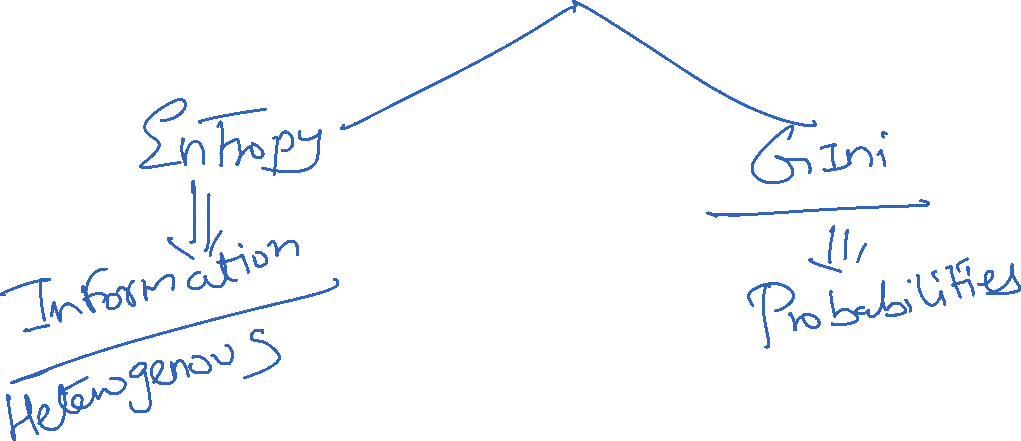 Entropy
Gini
Information
Probabilities
Heterogenous